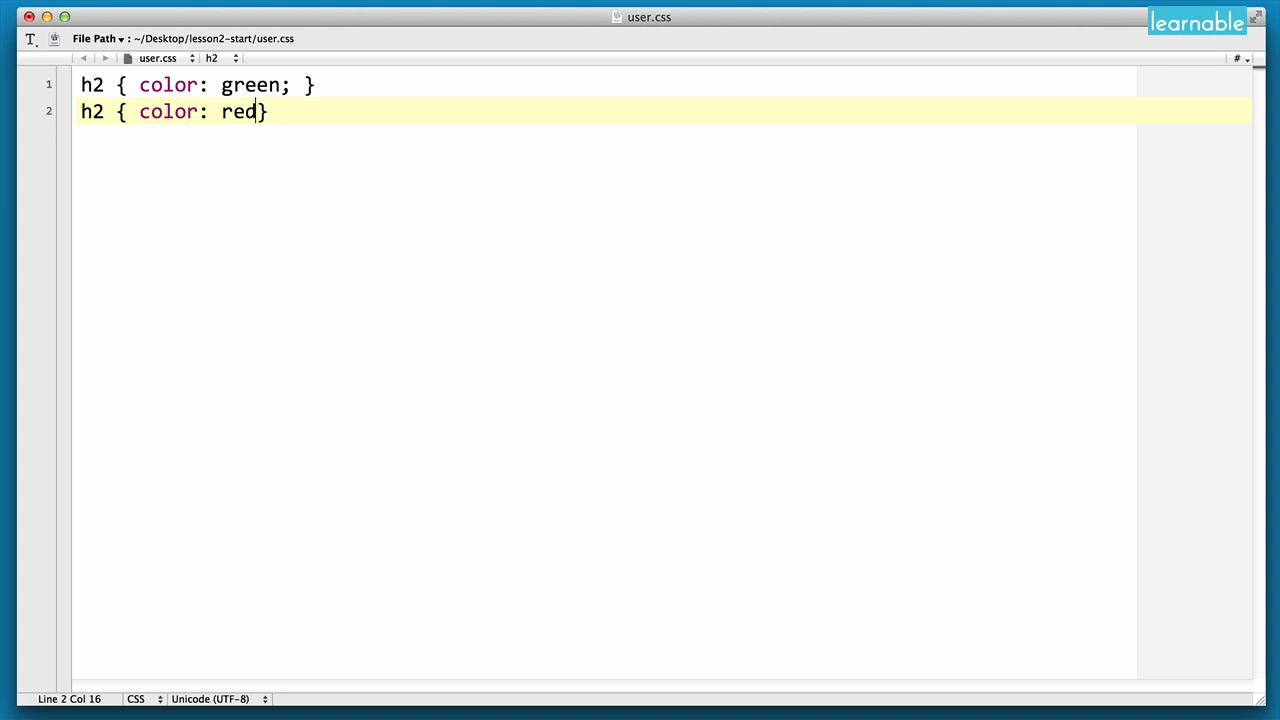 user.css
learnable
File Path : ~/Desktop/lesson2-start/user.css
user.css h2 #
1 h2 { color: green; }
2 h2 { color: red}
Line 2 Col 16 CSS Unicode (UTF-8)